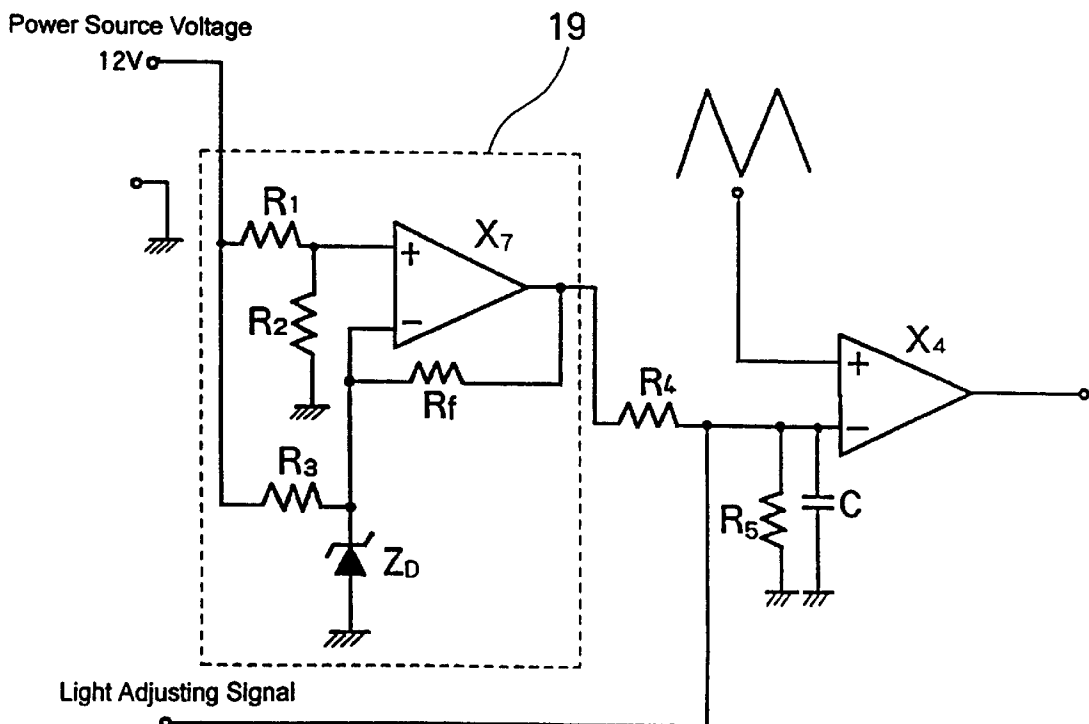 Power Source Voltage
12V
19
R1
X7
+
R2
−
Rf
R3
ZD
R4
X4
+
−
R5
C
Light Adjusting Signal